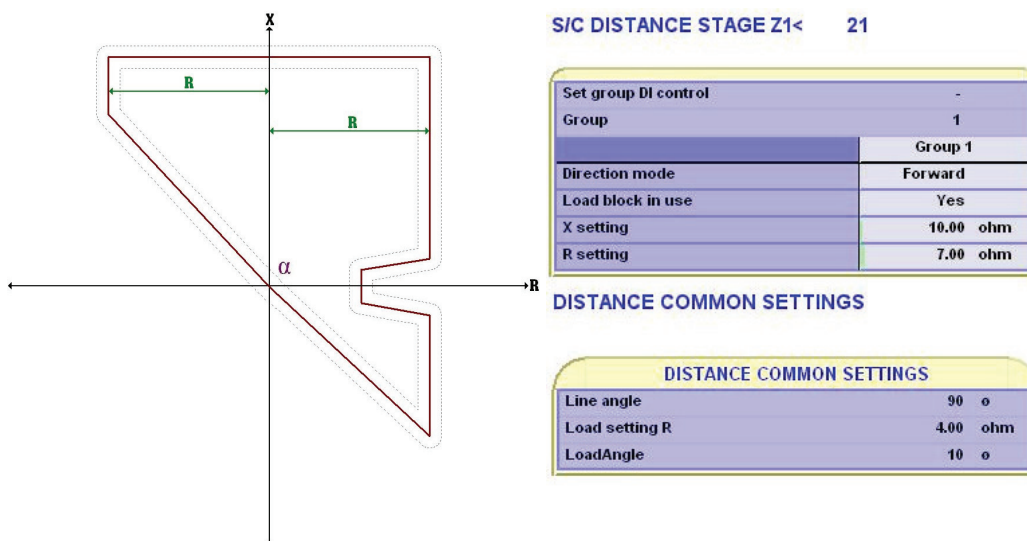 X
R
R
α
R
S/C DISTANCE STAGE Z1< 21
Set group DI control -
Group 1
Group 1
Direction mode Forward
Load block in use Yes
X setting 10.00 ohm
R setting 7.00 ohm
DISTANCE COMMON SETTINGS
DISTANCE COMMON SETTINGS
Line angle 90 º
Load setting R 4.00 ohm
LoadAngle 10 º